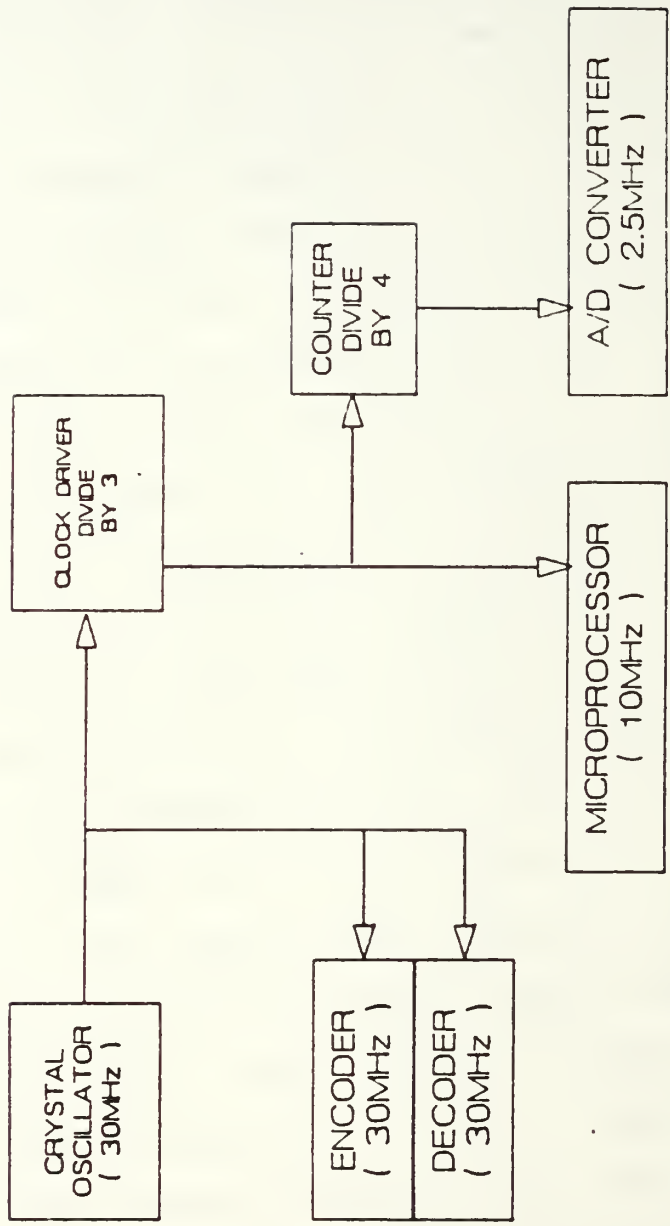 CRYSTAL
OSCILLATOR
( 30MHz )
CLOCK DRIVER
DIVIDE
BY 3
ENCODER
( 30MHz )
DECODER
( 30MHz )
COUNTER
DIVIDE
BY 4
MICROPROCESSOR
( 10MHz )
A/D CONVERTER
( 2.5MHz )